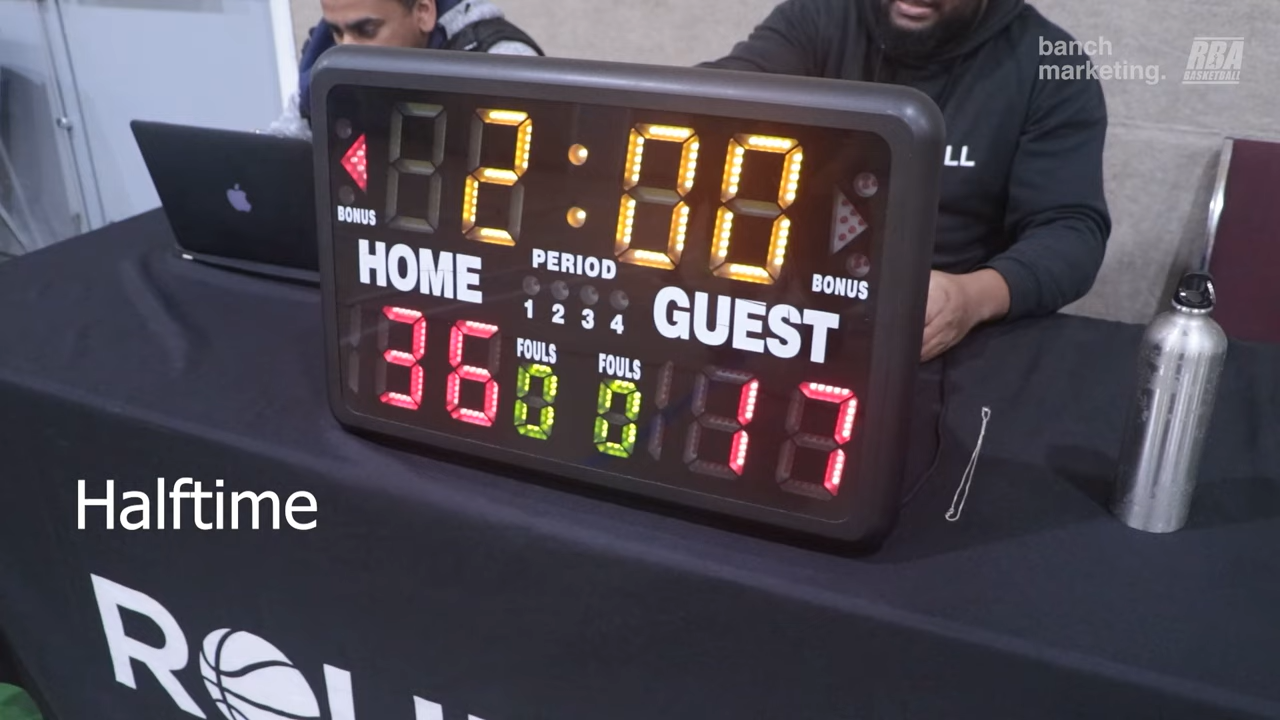 banch
marketing.
RBA
BASKETBALL
LL
2:00
BONUS
BONUS
HOME
PERIOD
GUEST
1 2 3 4
FOULS
FOULS
36
0
0
17
Halftime